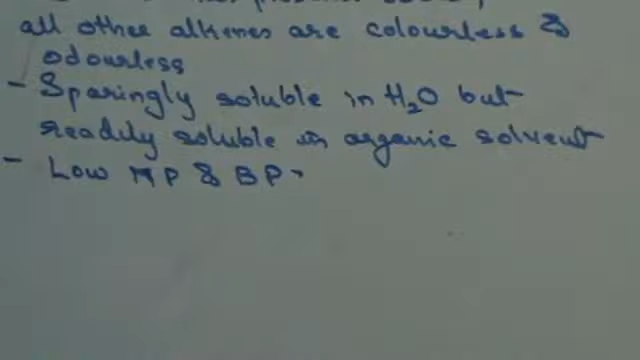 all other alkenes are colourless &
odourless
- Sparingly soluble in H₂O but
readily soluble in organic solvent
- Low MP & BP.